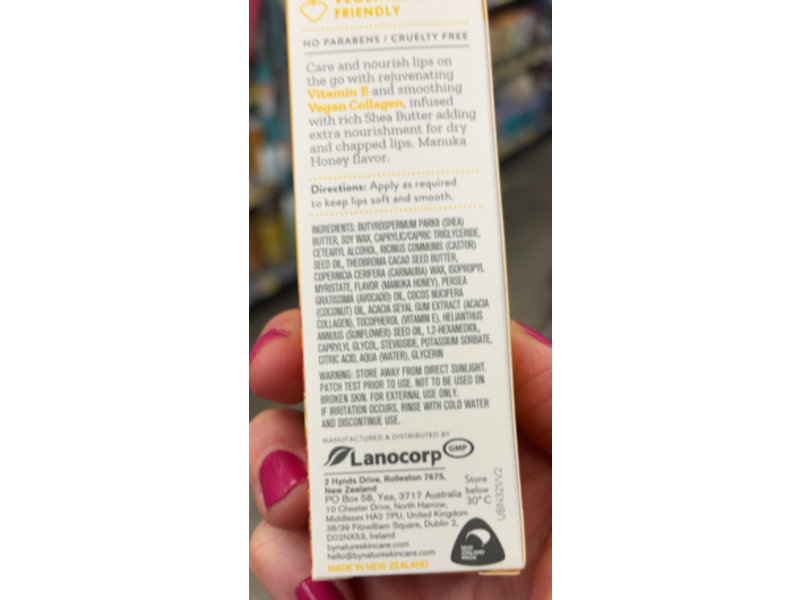 FRIENDLY
NO PARABENS / CRUELTY FREE
Care and nourish lips on
the go with rejuvenating
Vitamin E and smoothing
Vegan Collagen, infused
with rich Shea Butter adding
extra nourishment for dry
and chapped lips. Manuka
Honey flavor.
Directions: Apply as required
to keep lips soft and smooth.
INGREDIENTS: BUTYROSPERMUM PARKII (SHEA)
BUTTER, SOY WAX, CAPRYLIC/CAPRIC TRIGLYCERIDE,
CETEARYL ALCOHOL, RICINUS COMMUNIS (CASTOR)
SEED OIL, THEOBROMA CACAO SEED BUTTER,
COPERNICIA CERIFERA (CARNAUBA) WAX, ISOPROPYL
MYRISTATE, FLAVOR (MANUKA HONEY), PERSEA
GRATISSIMA (AVOCADO) OIL, COCOS NUCIFERA
(COCONUT) OIL, ACACIA SEYAL GUM EXTRACT (ACACIA
COLLAGEN), TOCOPHEROL (VITAMIN E), HELIANTHUS
ANNUUS (SUNFLOWER) SEED OIL, 1,2-HEXANEDIOL,
CAPRYLYL GLYCOL, STEVIOSIDE, POTASSIUM SORBATE,
CITRIC ACID, AQUA (WATER), GLYCERIN
WARNING: STORE AWAY FROM DIRECT SUNLIGHT.
PATCH TEST PRIOR TO USE. NOT TO BE USED ON
BROKEN SKIN. FOR EXTERNAL USE ONLY.
IF IRRITATION OCCURS, RINSE WITH COLD WATER
AND DISCONTINUE USE.
MANUFACTURED & DISTRIBUTED BY
Lanocorp GMP
2 Hynds Drive, Rolleston 7675,
New Zealand
PO Box 58, Yea, 3717 Australia
10 Chester Drive, North Harrow,
Middlesex HA2 7PU, United Kingdom
38/39 Fitzwilliam Square, Dublin 2,
D02NX53, Ireland
bynatureskincare.com
hello@bynatureskincare.com
MADE IN NEW ZEALAND
Store
below
30° C
UBN321/V2
NEW
ZEALAND
MADE